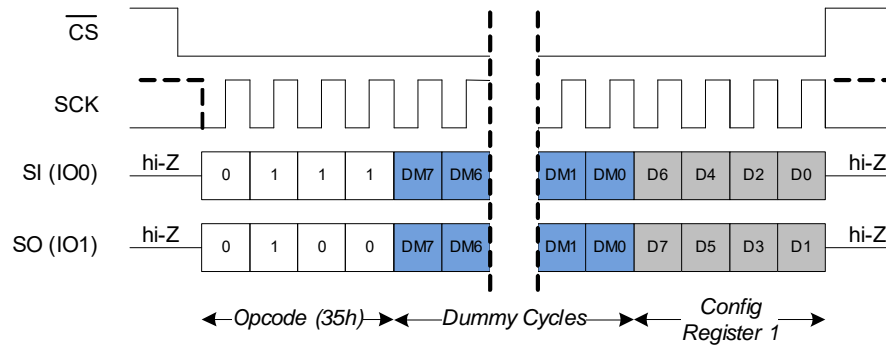 CS
SCK
SI (IO0) hi-Z 0 1 1 1 DM7 DM6 DM1 DM0 D6 D4 D2 D0 hi-Z
SO (IO1) hi-Z 0 1 0 0 DM7 DM6 DM1 DM0 D7 D5 D3 D1 hi-Z
Opcode (35h) Dummy Cycles Config
Register 1